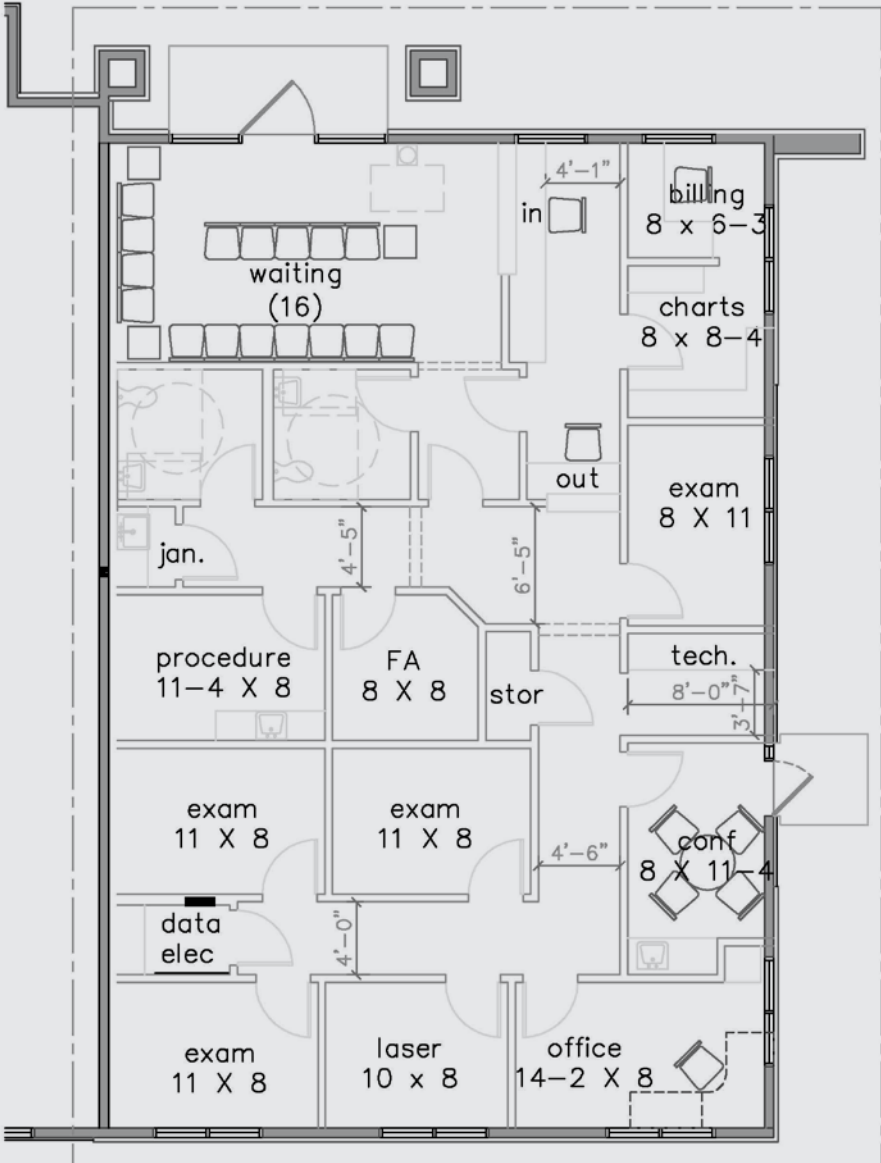 4'-1"
billing
8 x 6-3
in
waiting
(16)
charts
8 x 8-4
out
exam
8 X 11
4'-5"
6'-5"
jan.
procedure
11-4 X 8
FA
8 X 8
stor
tech.
8'-0"
3'-7"
exam
11 X 8
exam
11 X 8
4'-6"
conf
8 X 11-4
data
elec
4'-0"
exam
11 X 8
laser
10 x 8
office
14-2 X 8